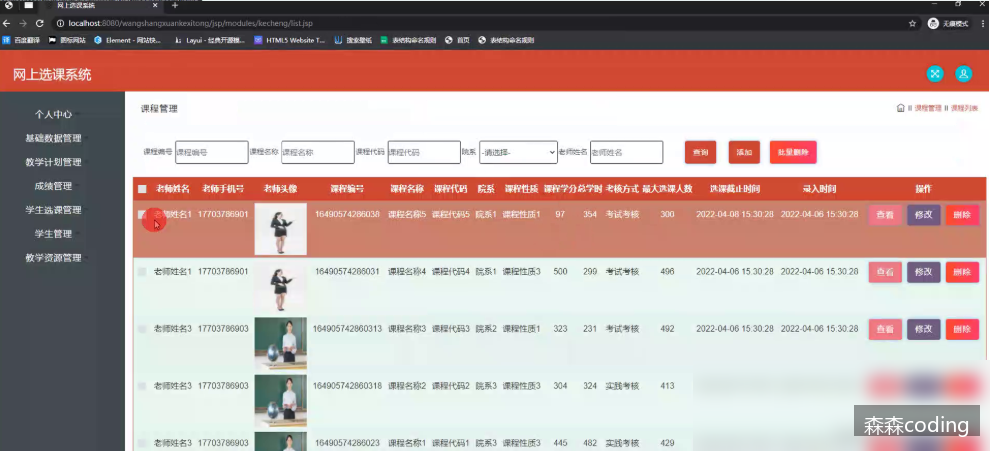 网上选课系统
localhost:8080/wangshangxuankexitong/jsp/modules/kecheng/list.jsp
无痕模式
百度翻译 图标网站 Element - 网站快... Layui - 经典开源模... HTML5 Website T... 搜索壁纸 表结构命名规则 首页 表结构命名规则
网上选课系统
个人中心
基础数据管理
教学计划管理
成绩管理
学生选课管理
学生管理
教学资源管理
课程管理
课程管理 课程列表
课程编号 课程编号 课程名称 课程名称 课程代码 课程代码 院系 -请选择- 老师姓名 老师姓名 查询 添加 批量删除
老师姓名 老师手机号 老师头像 课程编号 课程名称 课程代码 院系 课程性质 课程学分 总学时 考核方式 最大选课人数 选课截止时间 录入时间 操作
老师姓名1 17703786901 16490574286038 课程名称5 课程代码5 院系1 课程性质1 97 354 考试考核 300 2022-04-08 15:30:28 2022-04-06 15:30:28 查看 修改 删除
老师姓名1 17703786901 16490574286031 课程名称4 课程代码4 院系1 课程性质3 500 299 考试考核 496 2022-04-06 15:30:28 2022-04-06 15:30:28 查看 修改 删除
老师姓名3 17703786903 164905742860313 课程名称3 课程代码3 院系2 课程性质1 323 231 考试考核 492 2022-04-06 15:30:28 2022-04-06 15:30:28 查看 修改 删除
老师姓名3 17703786903 164905742860318 课程名称2 课程代码2 院系3 课程性质3 304 324 实践考核 413
老师姓名3 17703786903 16490574286023 课程名称1 课程代码1 院系3 课程性质3 445 482 实践考核 429
森森coding